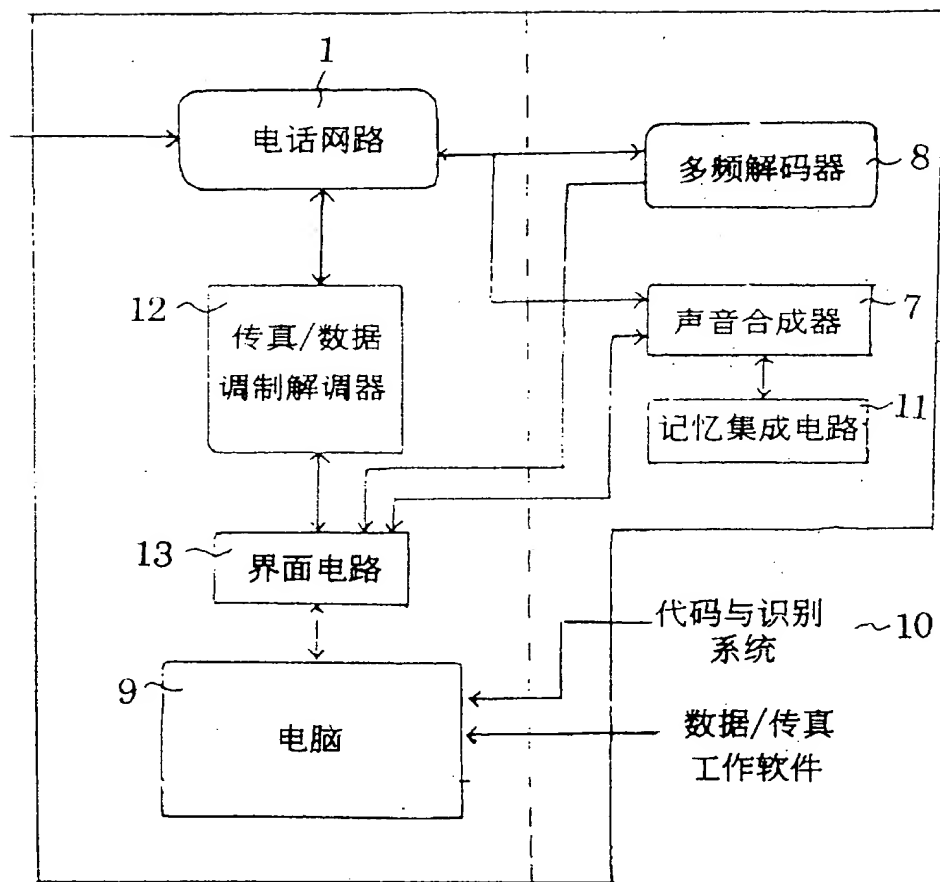 1
电话网路
多频解码器
8
12
传真/数据
调制解调器
声音合成器
7
记忆集成电路
11
13
界面电路
代码与识别
系统
10
9
电脑
数据/传真
工作软件